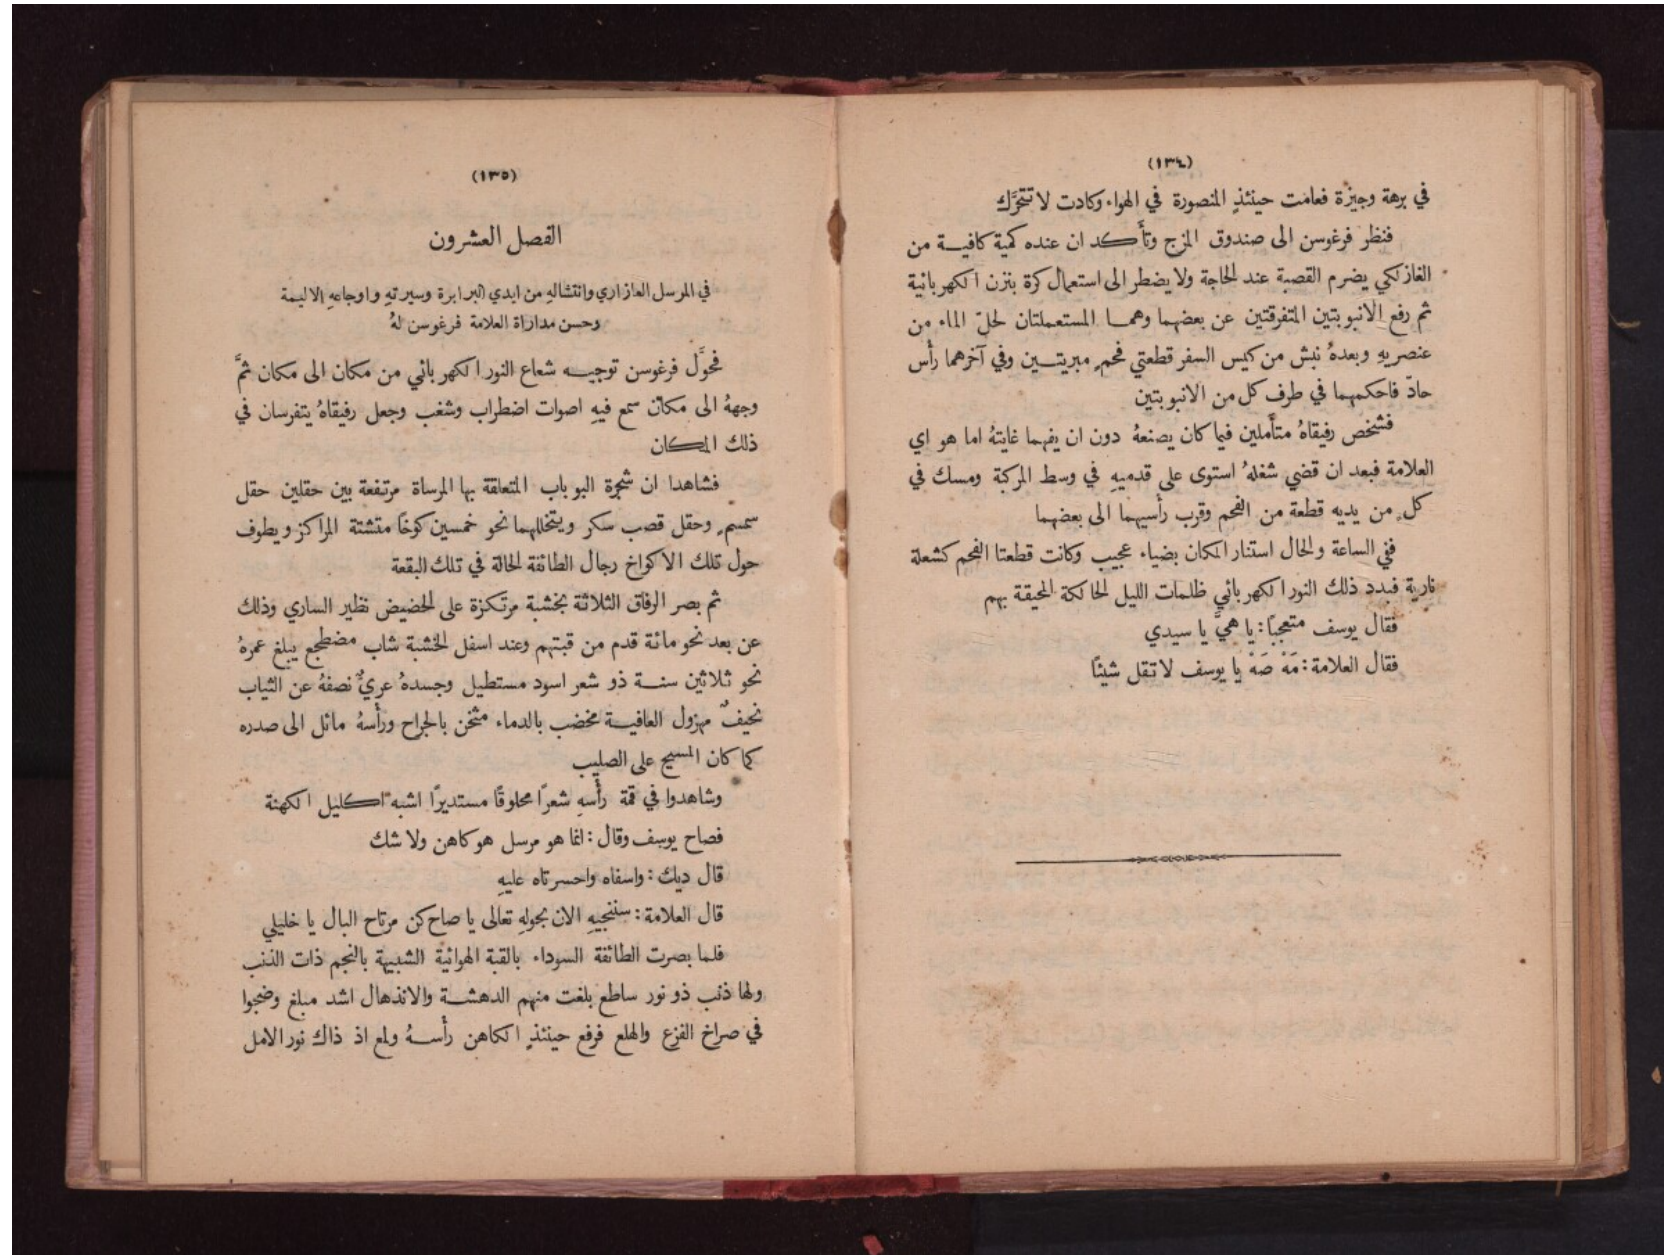 (١٣٤)
في برهة وجيزة فعامت حينئذٍ المنصورة في الهواء وكادت لا تتحرَّك
فنظر فرغوسن الى صندوق المزج وتأكد ان عنده كمية كافية من
الغاز لكي يضرم القصبة عند الحاجة ولا يضطر الى استعمال كرة بنزن الكهربائية
ثم رفع الانبوبتين المتفرقتين عن بعضهما وهما المستعملتان لحلّ الماء من
عنصريهِ وبعدهُ نبش من كيس السفر قطعتي فحمٍ مبريتين وفي آخرهما رأس
حادّ فاحكمهما في طرف كل من الانبوبتين
فشخص رفيقاهُ متأَملين فيما كان يصنعهُ دون ان يفهما غايتهُ اما هو اي
العلامة فبعد ان قضي شغلهُ استوى على قدميهِ في وسط المركبة ومسك في
كلٍ من يديه قطعة من الفحم وقرب رأسيهما الى بعضهما
ففي الساعة والحال استنار المكان بضياء عجيب وكانت قطعتا الفحم كشعلة
نارية فبدد ذلك النور الكهربائي ظلمات الليل الحالكة المحيقة بهم
فقال يوسف متعجبًا: يا هيَّ يا سيدي
فقال العلامة: مَهْ صَهْ يا يوسف لا تقل شيئًا
(١٣٥)
الفصل العشرون
في المرسل العازاري وانتشالهِ من ايدي البرابرة وسيرتهِ واوجاعهِ الاليمة
وحسن مداراة العلامة فرغوسن لهُ
فحوَّل فرغوسن توجيه شعاع النور الكهربائي من مكان الى مكان ثمَّ
وجههُ الى مكان سمع فيهِ اصوات اضطراب وشغب وجعل رفيقاهُ يتفرسان في
ذلك المكان
فشاهدا ان شجرة البوباب المتعلقة بها المرساة مرتفعة بين حقلين حقل
سمسمٍ وحقل قصب سكر ويتخللهما نحو خمسين كوخًا متشتتة المراكز ويطوف
حول تلك الاكواخ رجال الطائفة الحالة في تلك البقعة
ثم بصر الرفاق الثلاثة بخشبة مرتكزة على الحضيض نظير الساري وذلك
عن بعد نحو مائة قدم من قبتهم وعند اسفل الخشبة شاب مضطجع يبلغ عمرهُ
نحو ثلاثين سنة ذو شعر اسود مستطيل وجسدهُ عريٌّ نصفهُ عن الثياب
نحيفٌ مهزول العافية مخضب بالدماء مثخن بالجراح ورأسهُ مائل الى صدره
كما كان المسيح على الصليب
وشاهدوا في قمة رأسهِ شعرًا محلوقًا مستديرًا اشبه اكليل الكهنة
فصاح يوسف وقال: انما هو مرسل هو كاهن ولا شك
قال ديك: واسفاه واحسرتاه عليهِ
قال العلامة: سننجيهِ الان بحولهِ تعالى يا صاح كن مرتاح البال يا خليلي
فلما بصرت الطائفة السوداء بالقبة الهوائية الشبيهة بالنجم ذات الذنب
ولها ذنب ذو نور ساطع بلغت منهم الدهشة والانذهال اشد مبلغ وضجوا
في صراخ الفزع والهلع فرفع حينئذٍ الكاهن رأسهُ ولمع اذ ذاك نور الامل